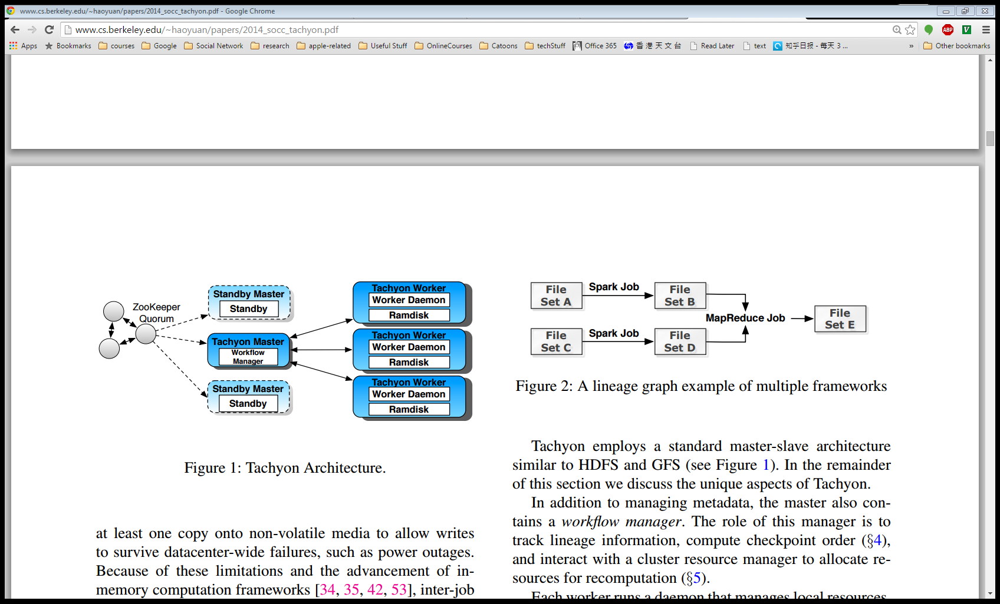 www.cs.berkeley.edu/~haoyuan/papers/2014_socc_tachyon.pdf - Google Chrome
www.cs.berkeley.edu/~haoyuan/papers/2014_socc_tachyon.pdf
ABP
V
Apps Bookmarks courses Google Social Network research apple-related Useful Stuff OnlineCourses Catoons techStuff Office 365 香港天文台 Read Later text 知乎日报 - 每天 3 ... » Other bookmarks
ZooKeeper
Quorum
Standby Master
Standby
Tachyon Master
Workflow
Manager
Standby Master
Standby
Tachyon Worker
Worker Daemon
Ramdisk
Tachyon Worker
Worker Daemon
Ramdisk
Tachyon Worker
Worker Daemon
Ramdisk
Figure 1: Tachyon Architecture.
at least one copy onto non-volatile media to allow writes
to survive datacenter-wide failures, such as power outages.
Because of these limitations and the advancement of in-
memory computation frameworks [34, 35, 42, 53], inter-job
File
Set A
Spark Job
File
Set B
File
Set C
Spark Job
File
Set D
MapReduce Job
File
Set E
Figure 2: A lineage graph example of multiple frameworks
Tachyon employs a standard master-slave architecture
similar to HDFS and GFS (see Figure 1). In the remainder
of this section we discuss the unique aspects of Tachyon.
In addition to managing metadata, the master also con-
tains a workflow manager. The role of this manager is to
track lineage information, compute checkpoint order (§4),
and interact with a cluster resource manager to allocate re-
sources for recomputation (§5).
Each worker runs a daemon that manages local resources,